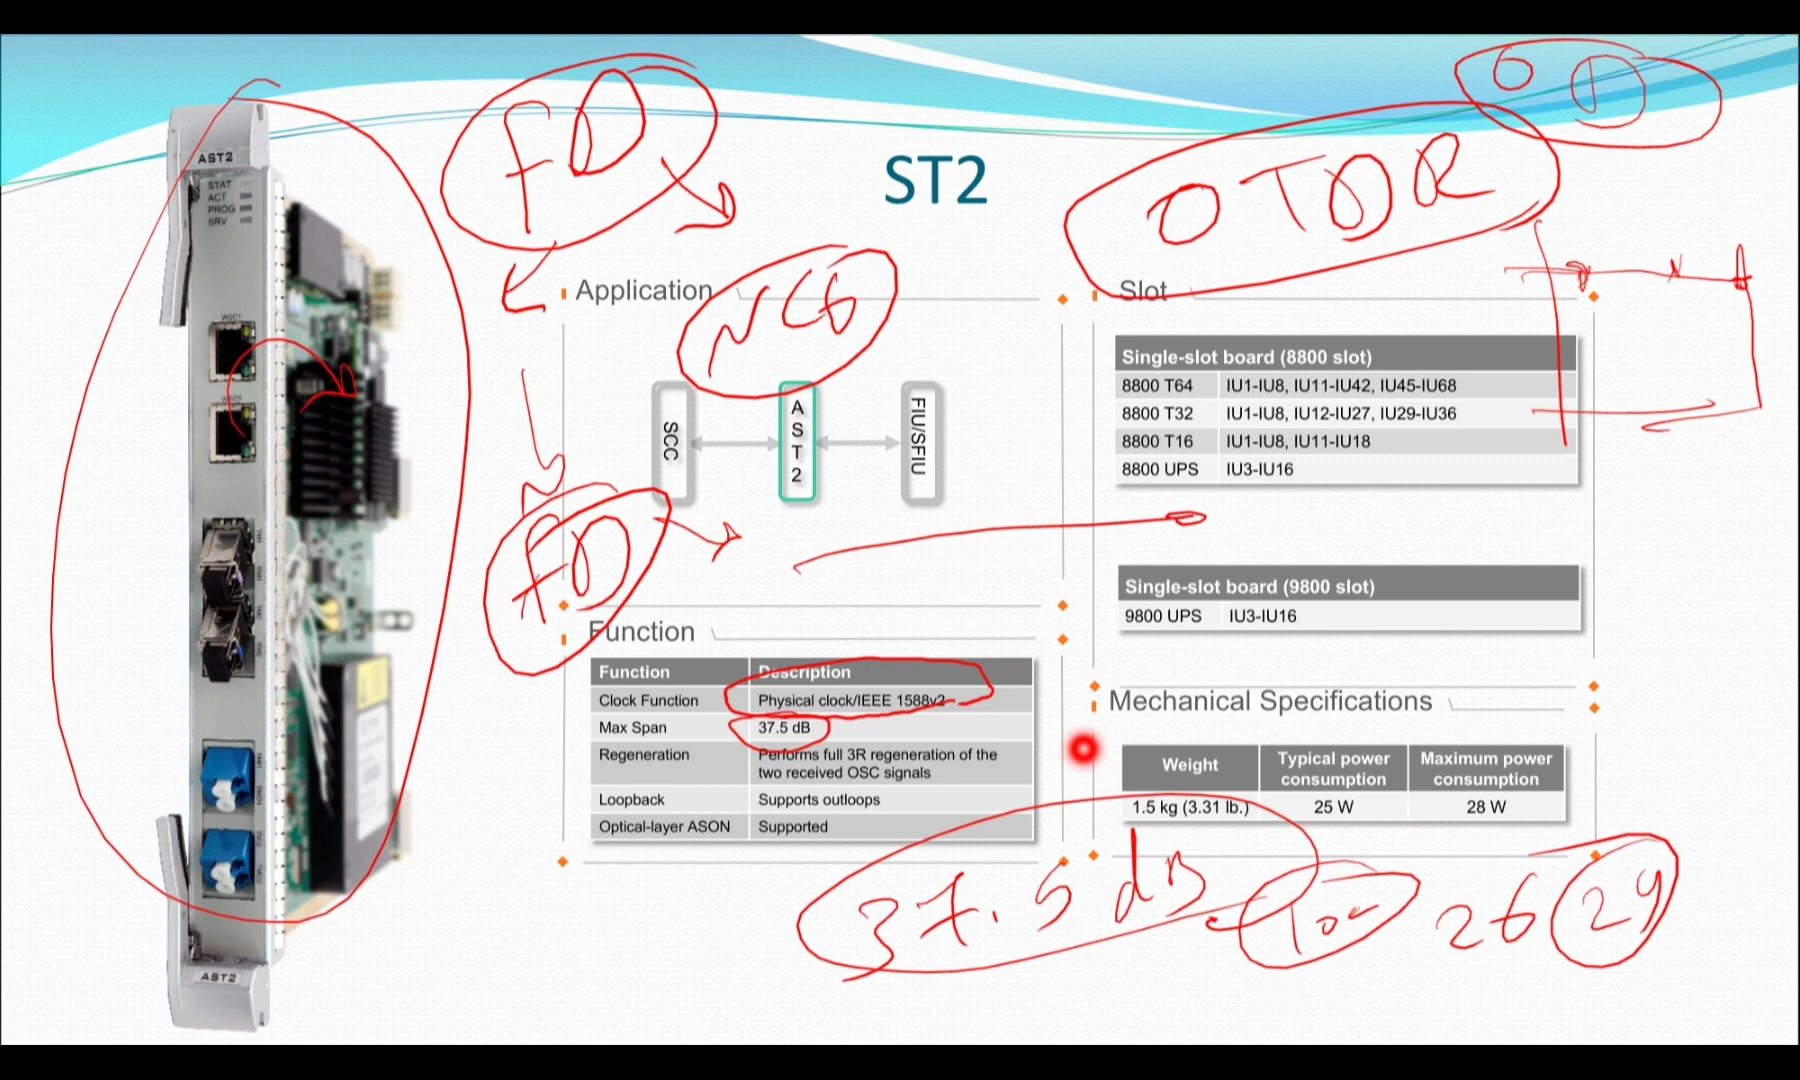 AST2
STAT
ACT
PROG
SRV
WSC1
WSC2
AST2
FD
ST2
OTDR
Application
NCG
SCC
AST2
FIU/SFIU
FD
Function
Function Description
Clock Function Physical clock/IEEE 1588v2
Max Span 37.5 dB
Regeneration Performs full 3R regeneration of the
two received OSC signals
Loopback Supports outloops
Optical-layer ASON Supported
Slot
Single-slot board (8800 slot)
8800 T64 IU1-IU8, IU11-IU42, IU45-IU68
8800 T32 IU1-IU8, IU12-IU27, IU29-IU36
8800 T16 IU1-IU8, IU11-IU18
8800 UPS IU3-IU16
Single-slot board (9800 slot)
9800 UPS IU3-IU16
Mechanical Specifications
Weight Typical power consumption Maximum power consumption
1.5 kg (3.31 lb.) 25 W 28 W
37.5 dB
26 29